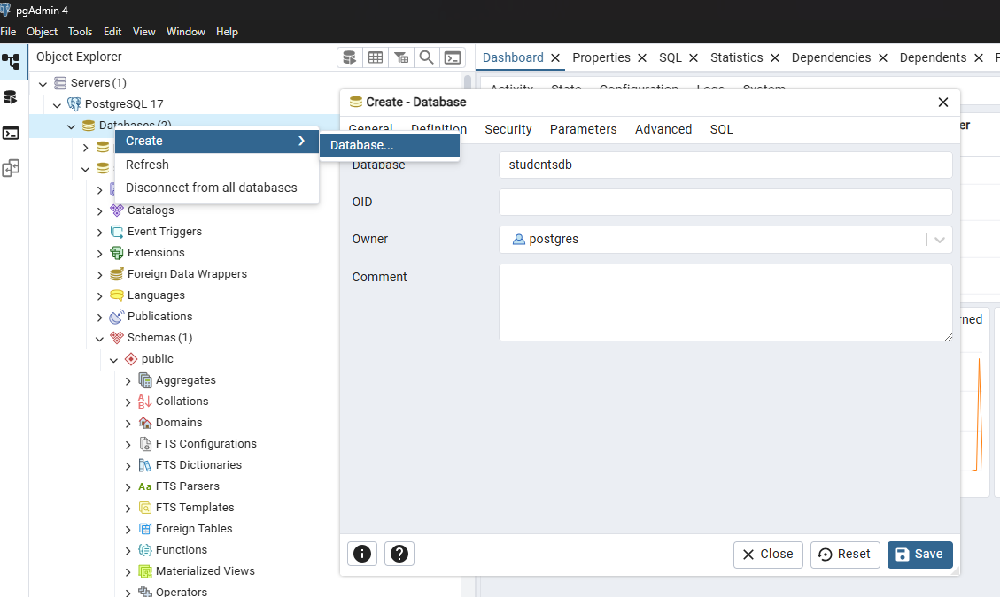 pgAdmin 4
File Object Tools Edit View Window Help
Object Explorer
Dashboard Properties SQL Statistics Dependencies Dependents
Servers (1)
PostgreSQL 17
Databases (2)
Create
Database...
Refresh
Disconnect from all databases
Catalogs
Event Triggers
Extensions
Foreign Data Wrappers
Languages
Publications
Schemas (1)
public
Aggregates
Collations
Domains
FTS Configurations
FTS Dictionaries
Aa FTS Parsers
FTS Templates
Foreign Tables
Functions
Materialized Views
Operators
Activity State Configuration Logs System
Create - Database
General Definition Security Parameters Advanced SQL
Database studentsdb
OID
Owner postgres
Comment
Close Reset Save